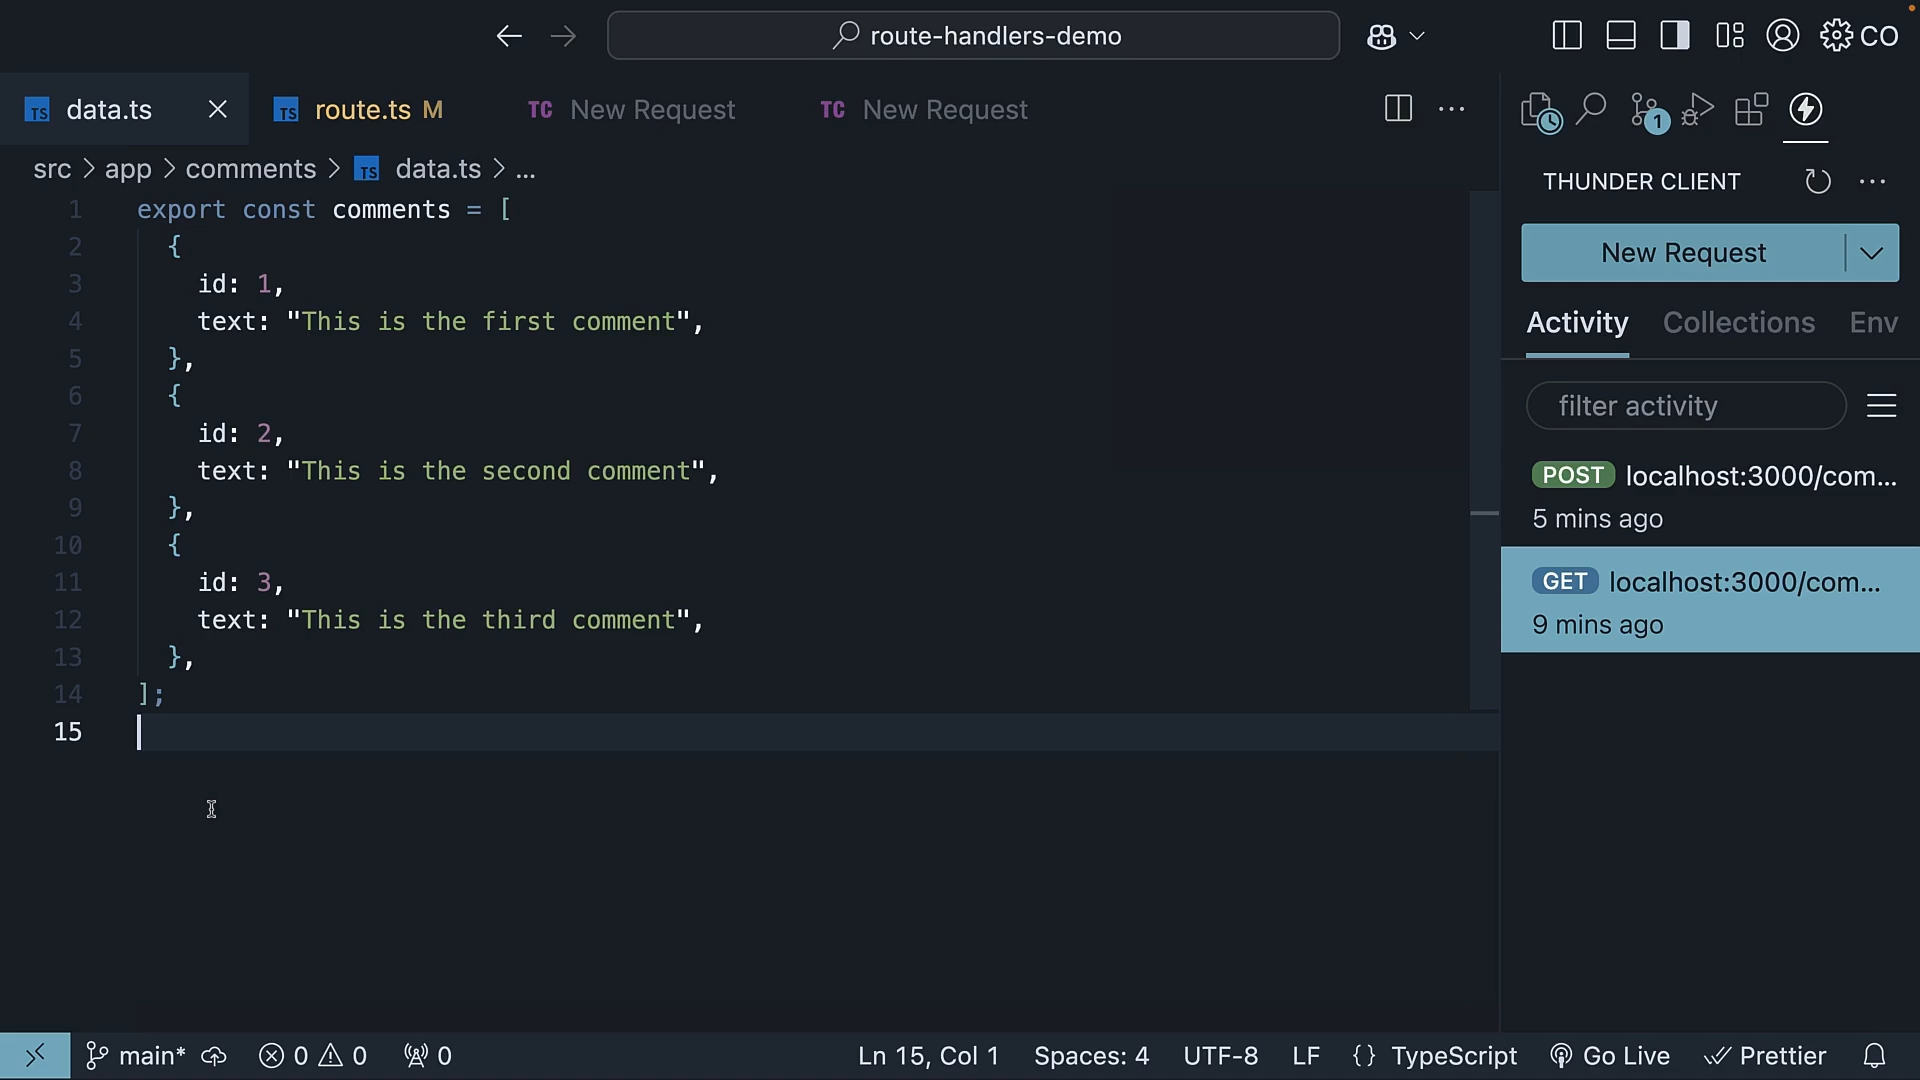 route-handlers-demo
CO
TS data.ts
TS route.ts M
TC New Request
TC New Request
src > app > comments > TS data.ts > ...
1 export const comments = [
2 {
3 id: 1,
4 text: "This is the first comment",
5 },
6 {
7 id: 2,
8 text: "This is the second comment",
9 },
10 {
11 id: 3,
12 text: "This is the third comment",
13 },
14 ];
15
1
THUNDER CLIENT
New Request
Activity Collections Env
filter activity
POST localhost:3000/com...
5 mins ago
GET localhost:3000/com...
9 mins ago
main* 0 0 0 Ln 15, Col 1 Spaces: 4 UTF-8 LF {} TypeScript Go Live Prettier